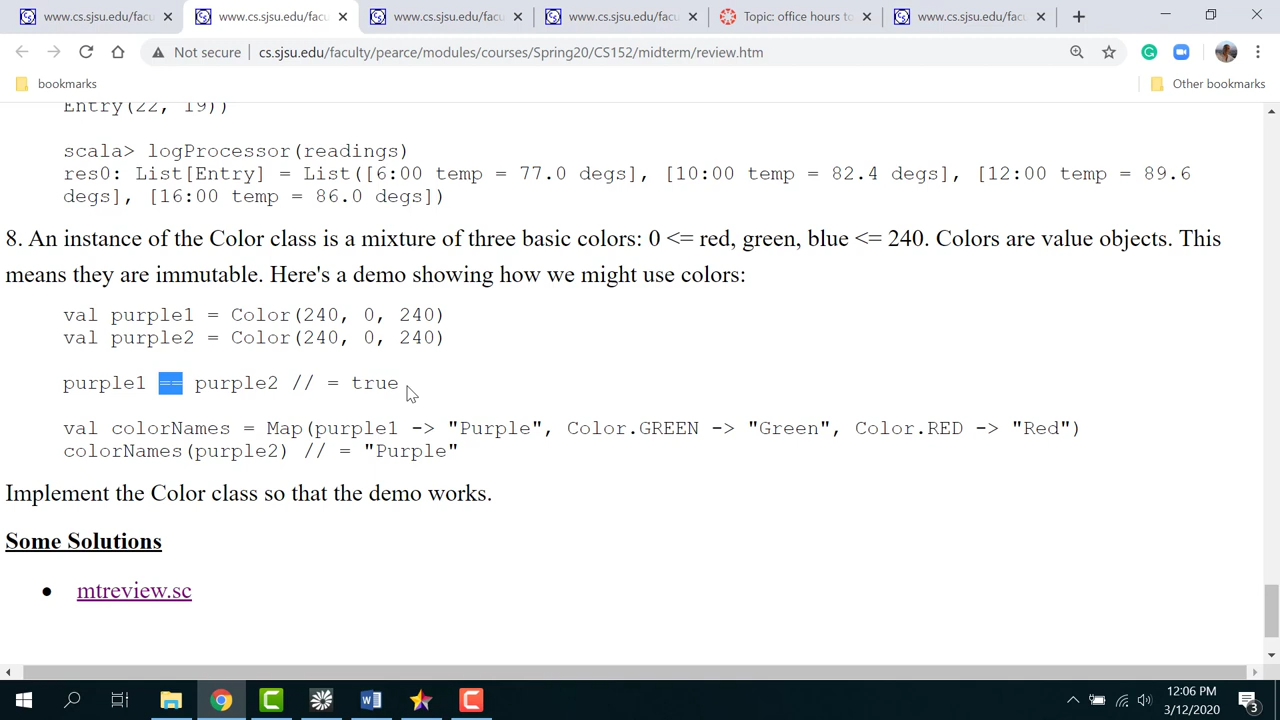 www.cs.sjsu.edu/facu
www.cs.sjsu.edu/facu
www.cs.sjsu.edu/facu
www.cs.sjsu.edu/facu
Topic: office hours to
www.cs.sjsu.edu/facu
Not secure
cs.sjsu.edu/faculty/pearce/modules/courses/Spring20/CS152/midterm/review.htm
bookmarks
Other bookmarks
Entry(22, 19))
scala> logProcessor(readings)
res0: List[Entry] = List([6:00 temp = 77.0 degs], [10:00 temp = 82.4 degs], [12:00 temp = 89.6
degs], [16:00 temp = 86.0 degs])
8. An instance of the Color class is a mixture of three basic colors: 0 <= red, green, blue <= 240. Colors are value objects. This
means they are immutable. Here's a demo showing how we might use colors:
val purple1 = Color(240, 0, 240)
val purple2 = Color(240, 0, 240)
purple1 == purple2 // = true
val colorNames = Map(purple1 -> "Purple", Color.GREEN -> "Green", Color.RED -> "Red")
colorNames(purple2) // = "Purple"
Implement the Color class so that the demo works.
Some Solutions
mtreview.sc
12:06 PM
3/12/2020
3